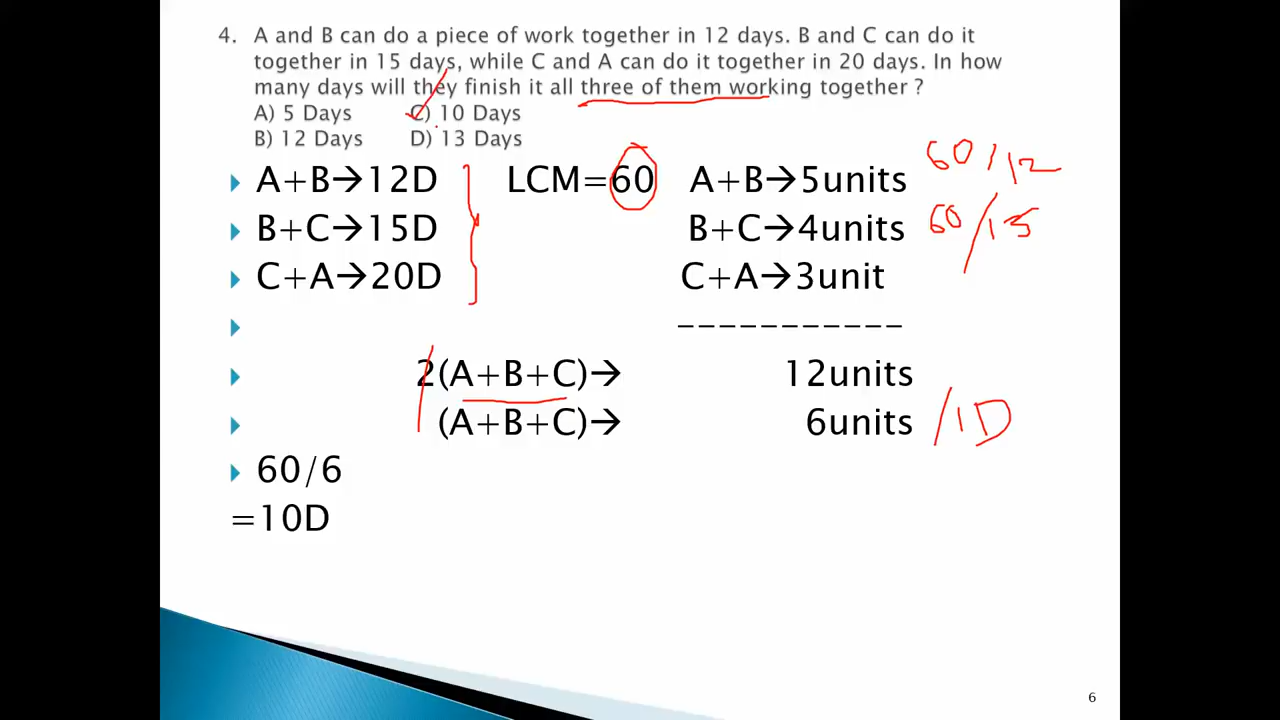 4. A and B can do a piece of work together in 12 days. B and C can do it
together in 15 days, while C and A can do it together in 20 days. In how
many days will they finish it all three of them working together ?
A) 5 Days C) 10 Days
B) 12 Days D) 13 Days
A+B→12D LCM=60 A+B→5units 60/12
B+C→15D B+C→4units 60/15
C+A→20D C+A→3unit
-----------
2(A+B+C)→ 12units
(A+B+C)→ 6units /1D
60/6
=10D
6